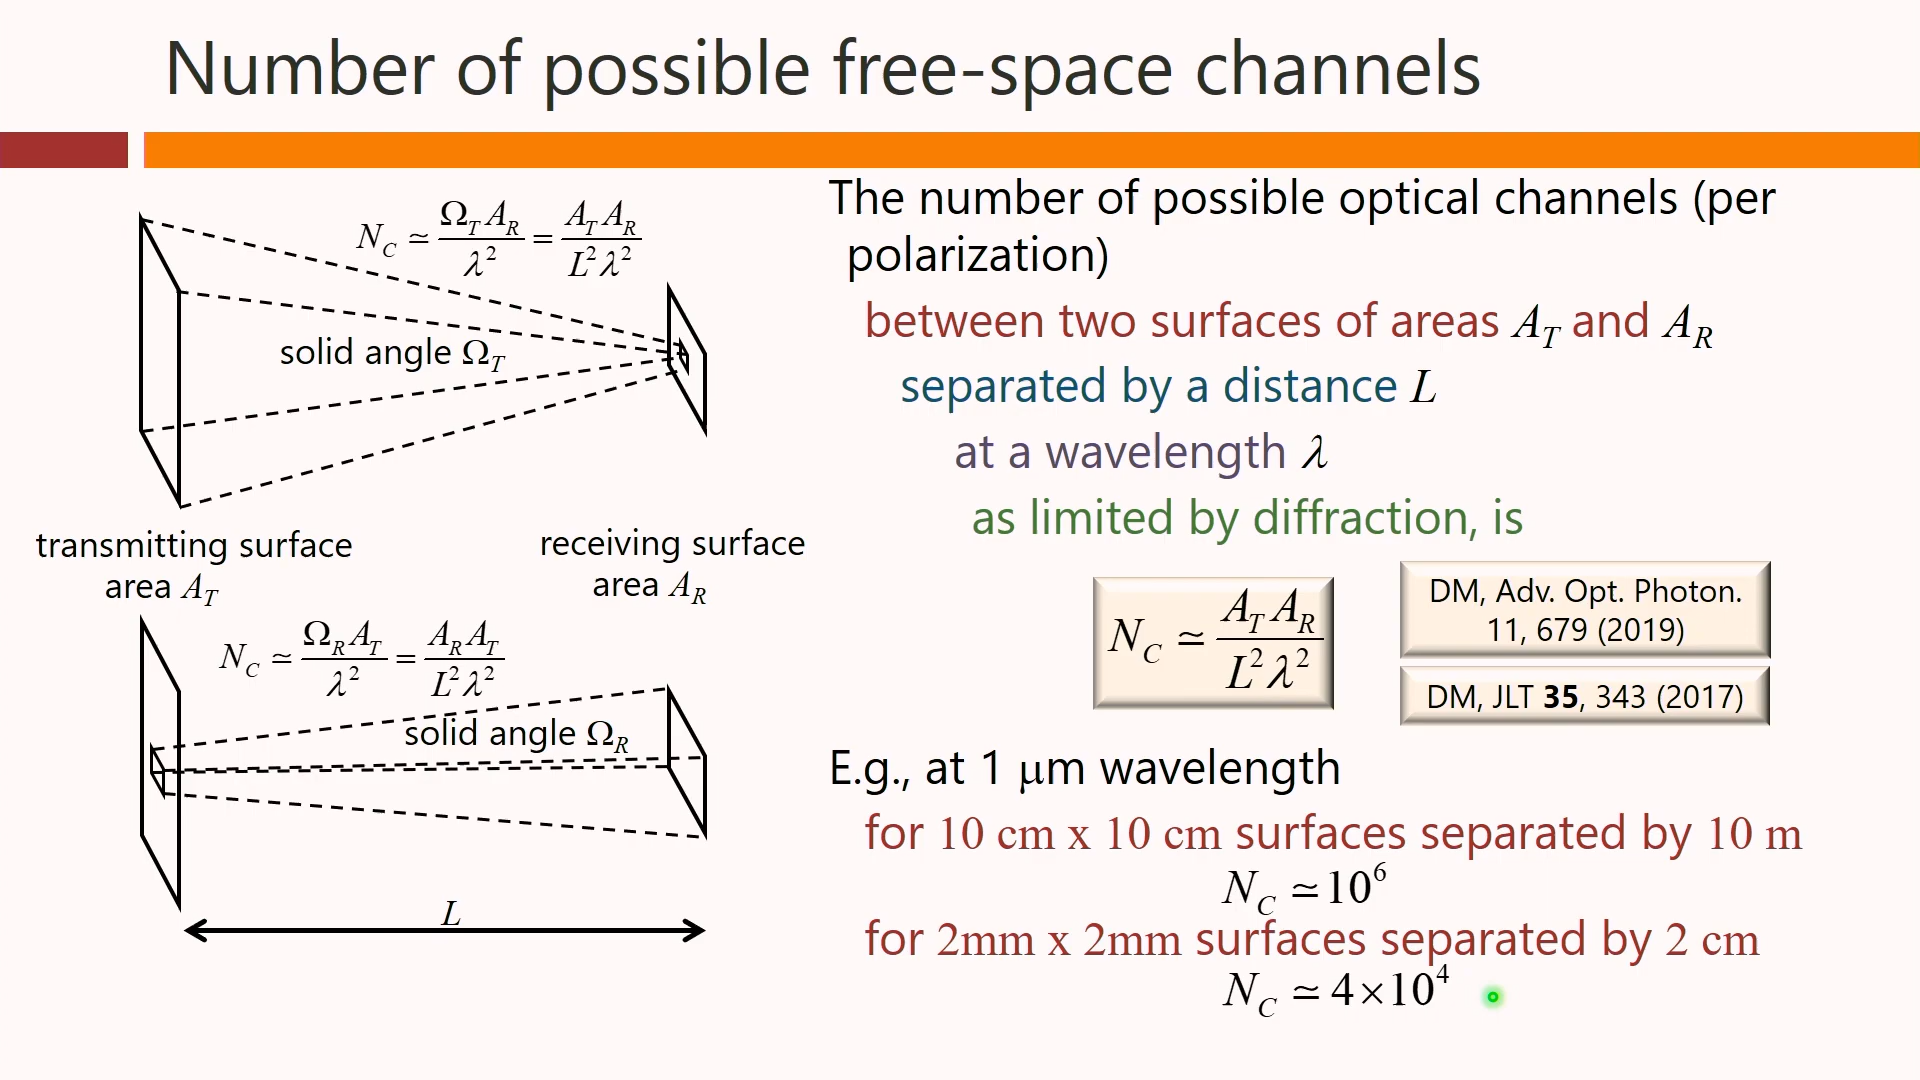 Number of possible free-space channels
N_C ≃ Ω_T A_R / λ² = A_T A_R / L² λ²
solid angle Ω_T
transmitting surface
area A_T
receiving surface
area A_R
N_C ≃ Ω_R A_T / λ² = A_R A_T / L² λ²
solid angle Ω_R
L
The number of possible optical channels (per
polarization)
between two surfaces of areas A_T and A_R
separated by a distance L
at a wavelength λ
as limited by diffraction, is
N_C ≃ A_T A_R / L² λ²
DM, Adv. Opt. Photon.
11, 679 (2019)
DM, JLT 35, 343 (2017)
E.g., at 1 μm wavelength
for 10 cm x 10 cm surfaces separated by 10 m
N_C ≃ 10⁶
for 2mm x 2mm surfaces separated by 2 cm
N_C ≃ 4×10⁴